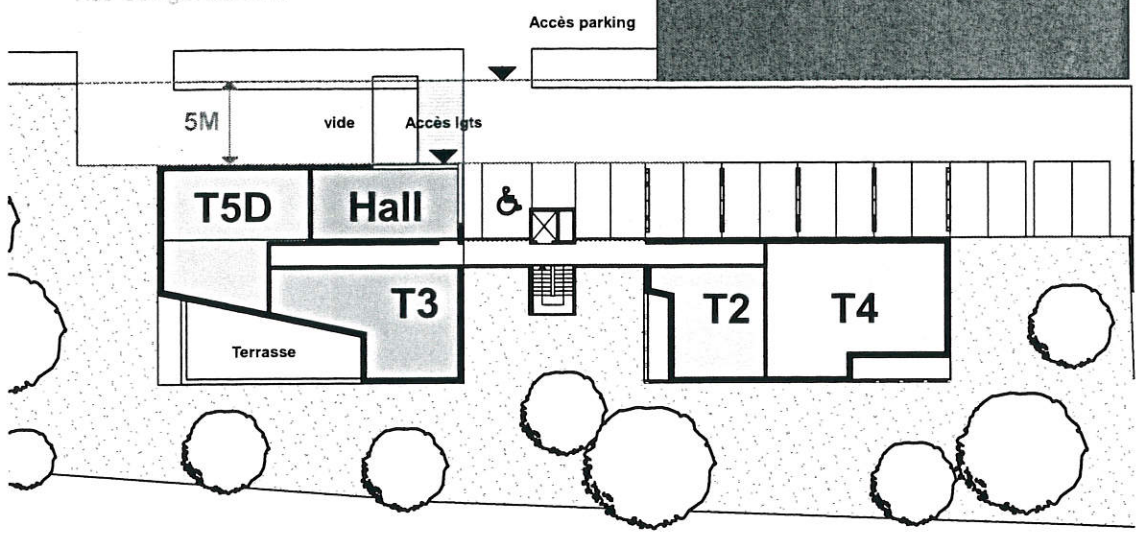 Accès parking
5M
vide
Accès lgts
T5D
Hall
T3
T2
T4
Terrasse